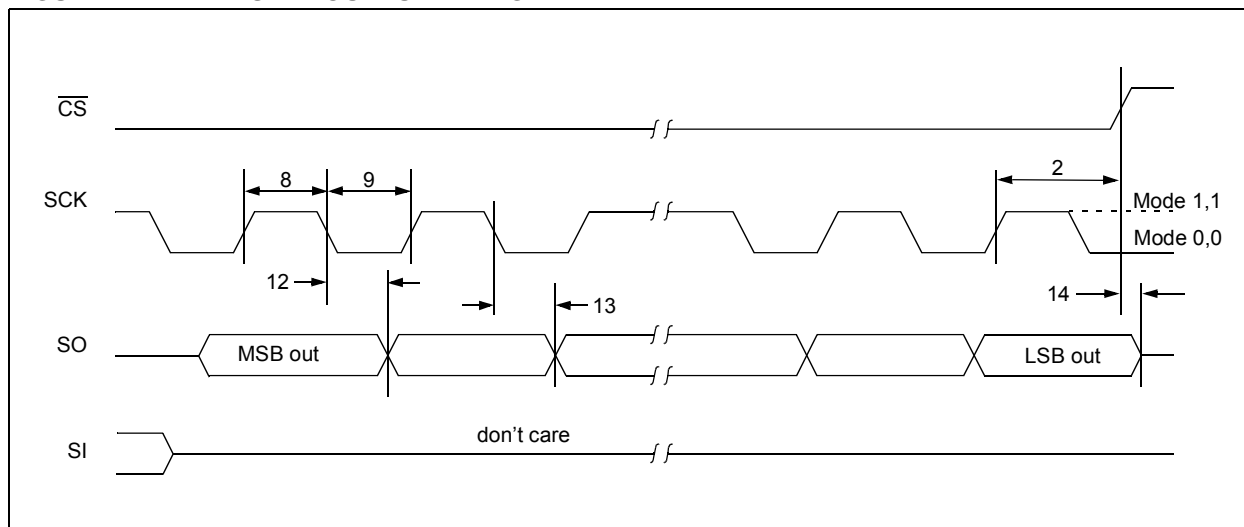 CS
SCK
8
9
2
Mode 1,1
Mode 0,0
12
13
14
SO
MSB out
LSB out
SI
don't care